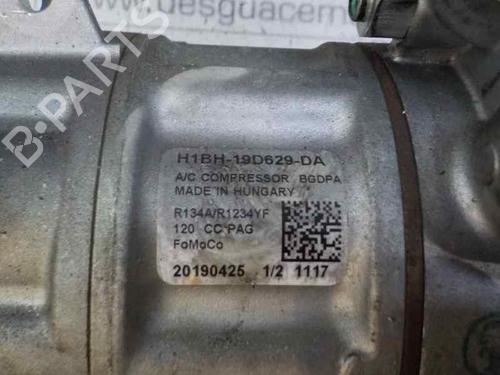 desguacem
B-PARTS
H1BH-19D629-DA
A/C COMPRESSOR BGDPA
MADE IN HUNGARY
R134A/R1234YF
120 CC PAG
FoMoCo
20190425 1/2 1117